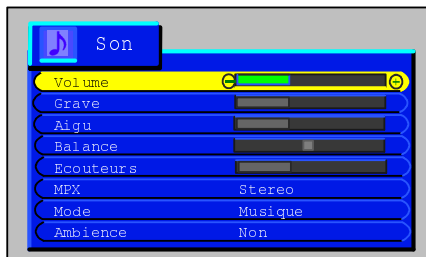 Son
Volume
Grave
Aigu
Balance
Ecouteurs
MPX Stereo
Mode Musique
Ambience Non